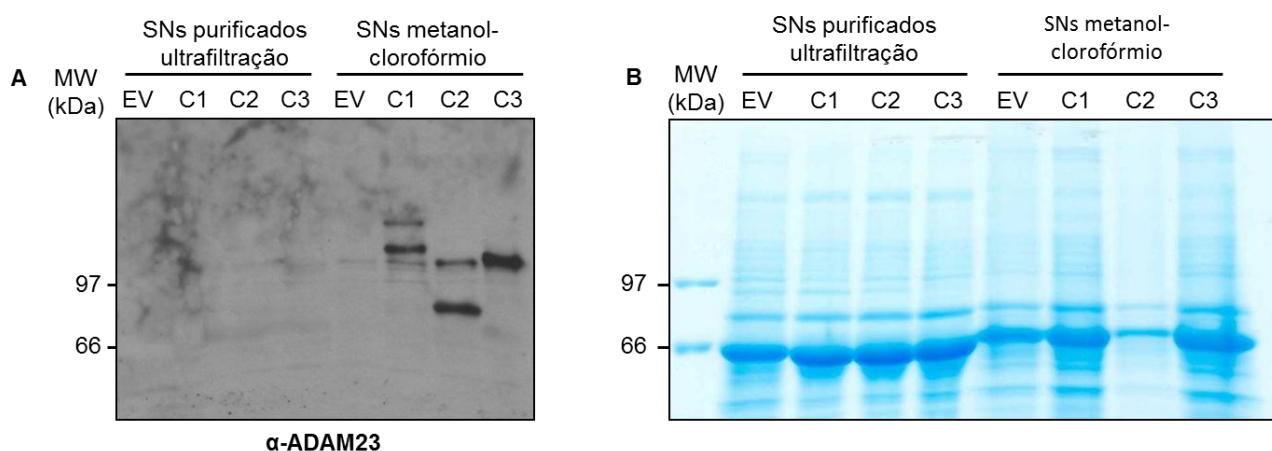 A
MW
(kDa)
SNs purificados
ultrafiltração
SNs metanol-
clorofórmio
EV C1 C2 C3 EV C1 C2 C3
97
66
α-ADAM23
B
MW
(kDa)
SNs purificados
ultrafiltração
SNs metanol-
clorofórmio
EV C1 C2 C3 EV C1 C2 C3
97
66